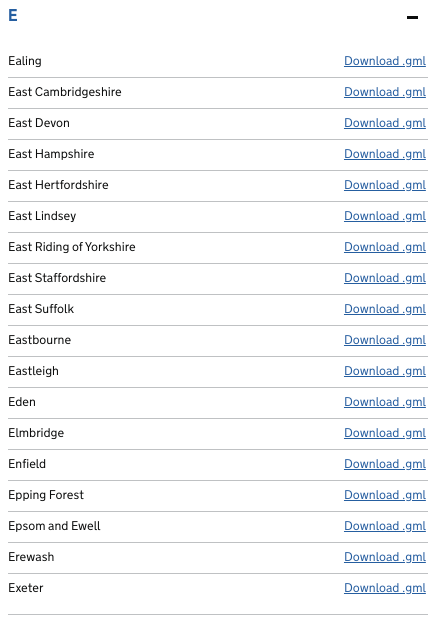 E
Ealing Download .gml
East Cambridgeshire Download .gml
East Devon Download .gml
East Hampshire Download .gml
East Hertfordshire Download .gml
East Lindsey Download .gml
East Riding of Yorkshire Download .gml
East Staffordshire Download .gml
East Suffolk Download .gml
Eastbourne Download .gml
Eastleigh Download .gml
Eden Download .gml
Elmbridge Download .gml
Enfield Download .gml
Epping Forest Download .gml
Epsom and Ewell Download .gml
Erewash Download .gml
Exeter Download .gml